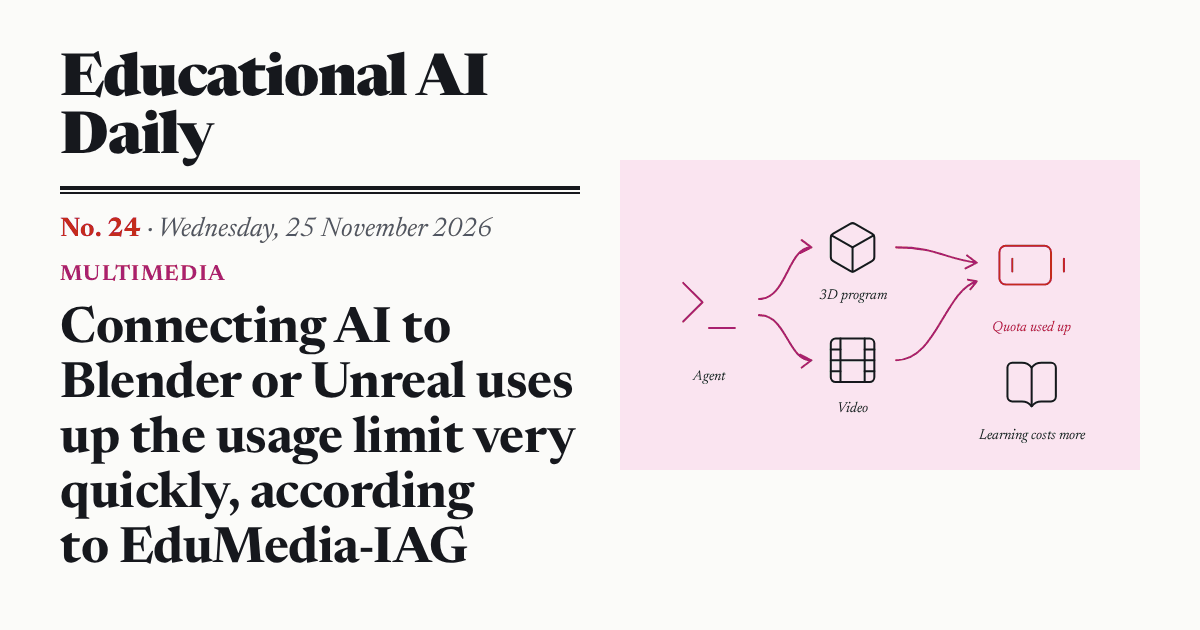 Educational AI
Daily
No. 24 · Wednesday, 25 November 2026
MULTIMEDIA
Connecting AI to
Blender or Unreal uses
up the usage limit very
quickly, according
to EduMedia-IAG
Agent
3D program
Video
Quota used up
Learning costs more